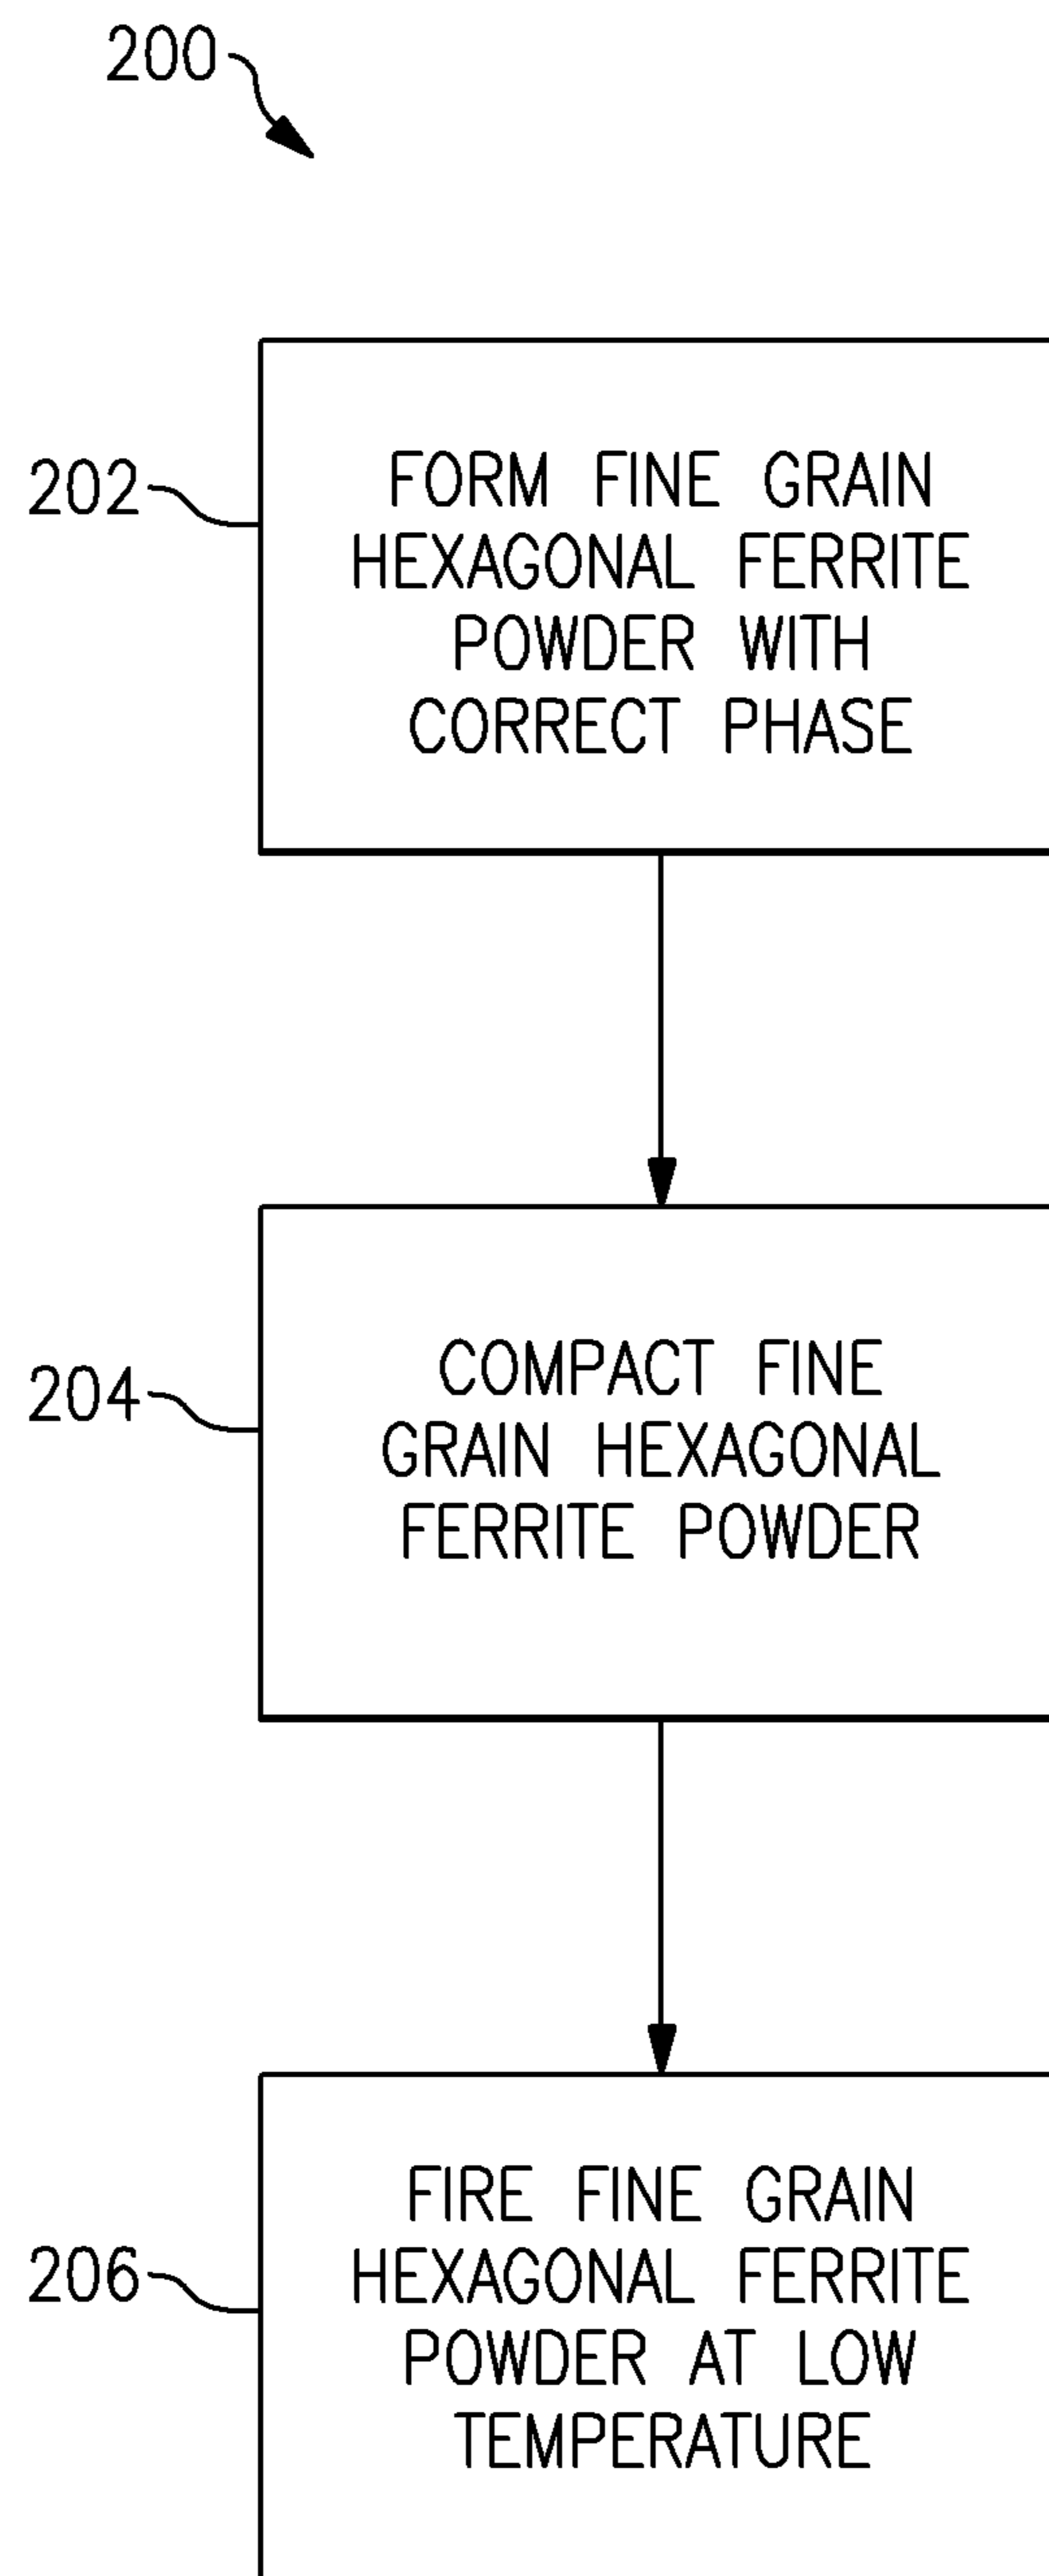 200
202
FORM FINE GRAIN
HEXAGONAL FERRITE
POWDER WITH
CORRECT PHASE
204
COMPACT FINE
GRAIN HEXAGONAL
FERRITE POWDER
206
FIRE FINE GRAIN
HEXAGONAL FERRITE
POWDER AT LOW
TEMPERATURE